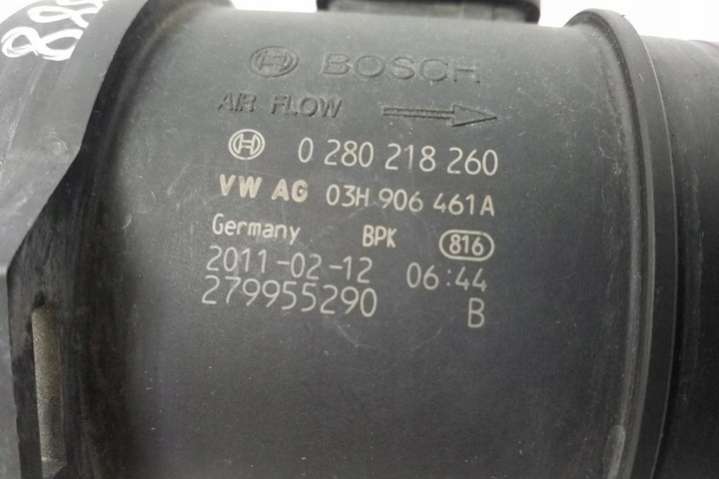 BOSCH
AIR FLOW
0 280 218 260
VW AG 03H 906 461A
Germany BPK 816
2011-02-12 06:44
279955290 B